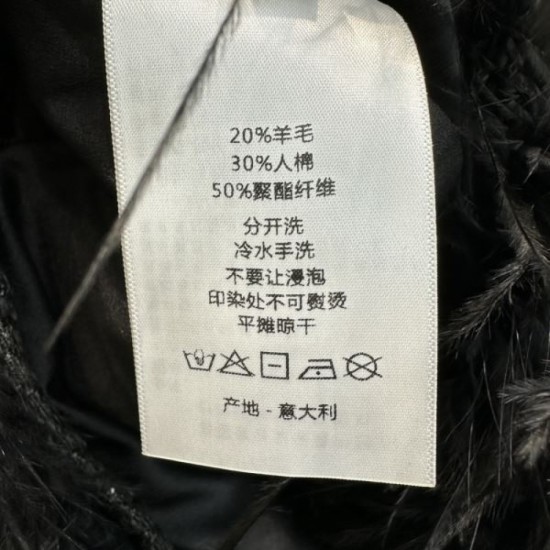 20%羊毛
30%人棉
50%聚酯纤维
分开洗
冷水手洗
不要让浸泡
印染处不可熨烫
平摊晾干
产地 - 意大利